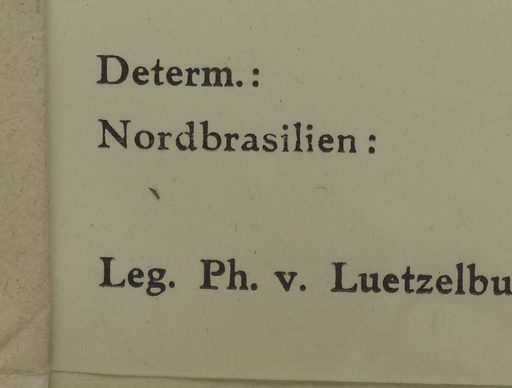 Determ.:
Nordbrasilien:
Leg. Ph. v. Luetzelbu